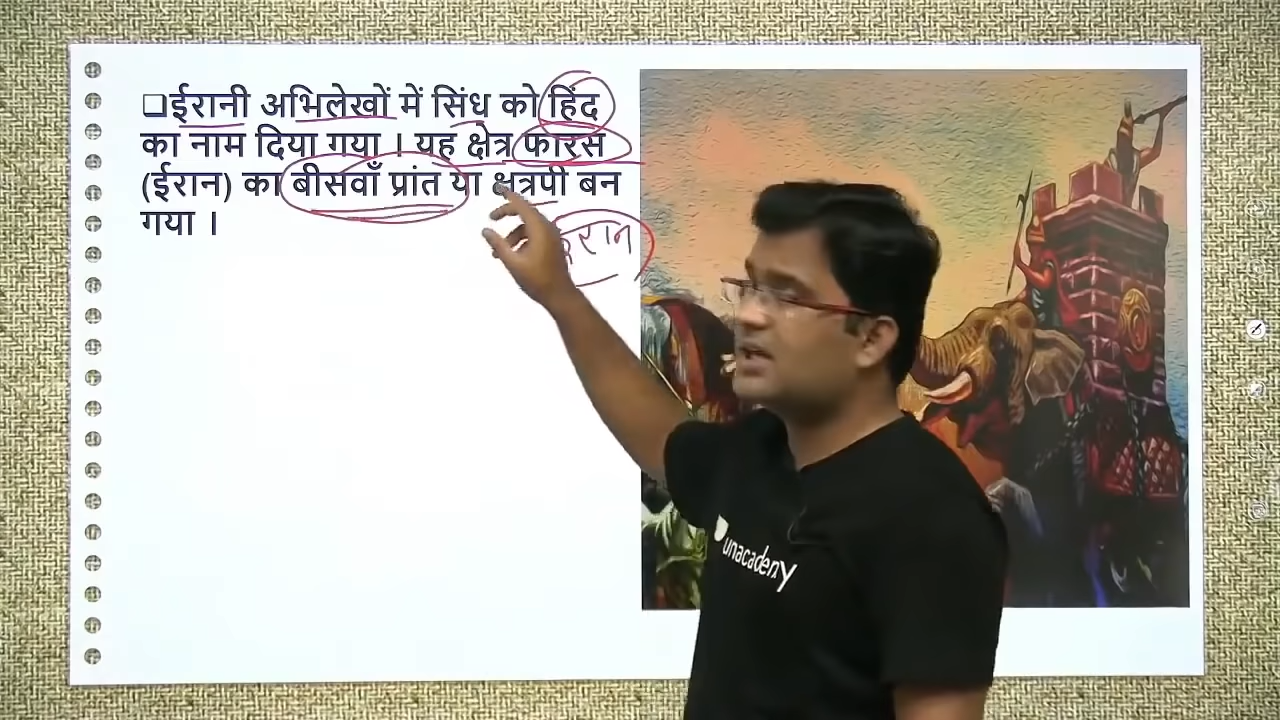 ❑ईरानी अभिलेखों में सिंध को हिंद
का नाम दिया गया । यह क्षेत्र फारस
(ईरान) का बीसवाँ प्रांत या क्षत्रपी बन
गया ।
unacademy